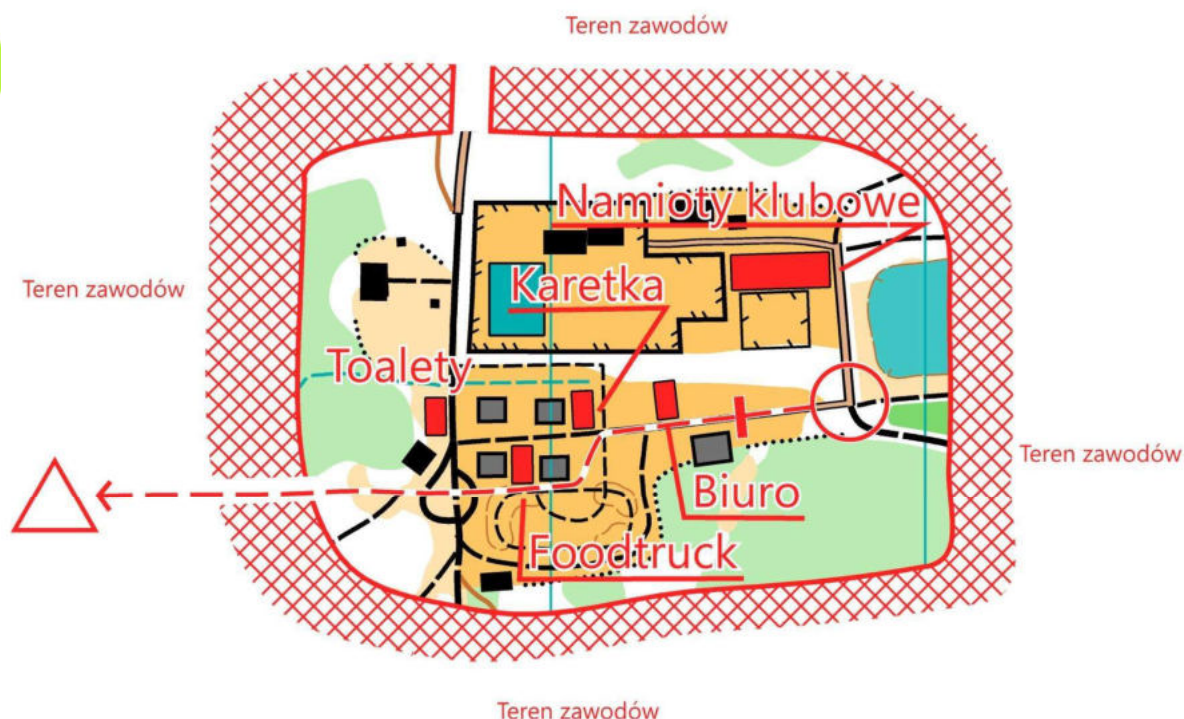 Teren zawodów
Namioty klubowe
Teren zawodów
Karetka
Toalety
Teren zawodów
Biuro
Foodtruck
Teren zawodów